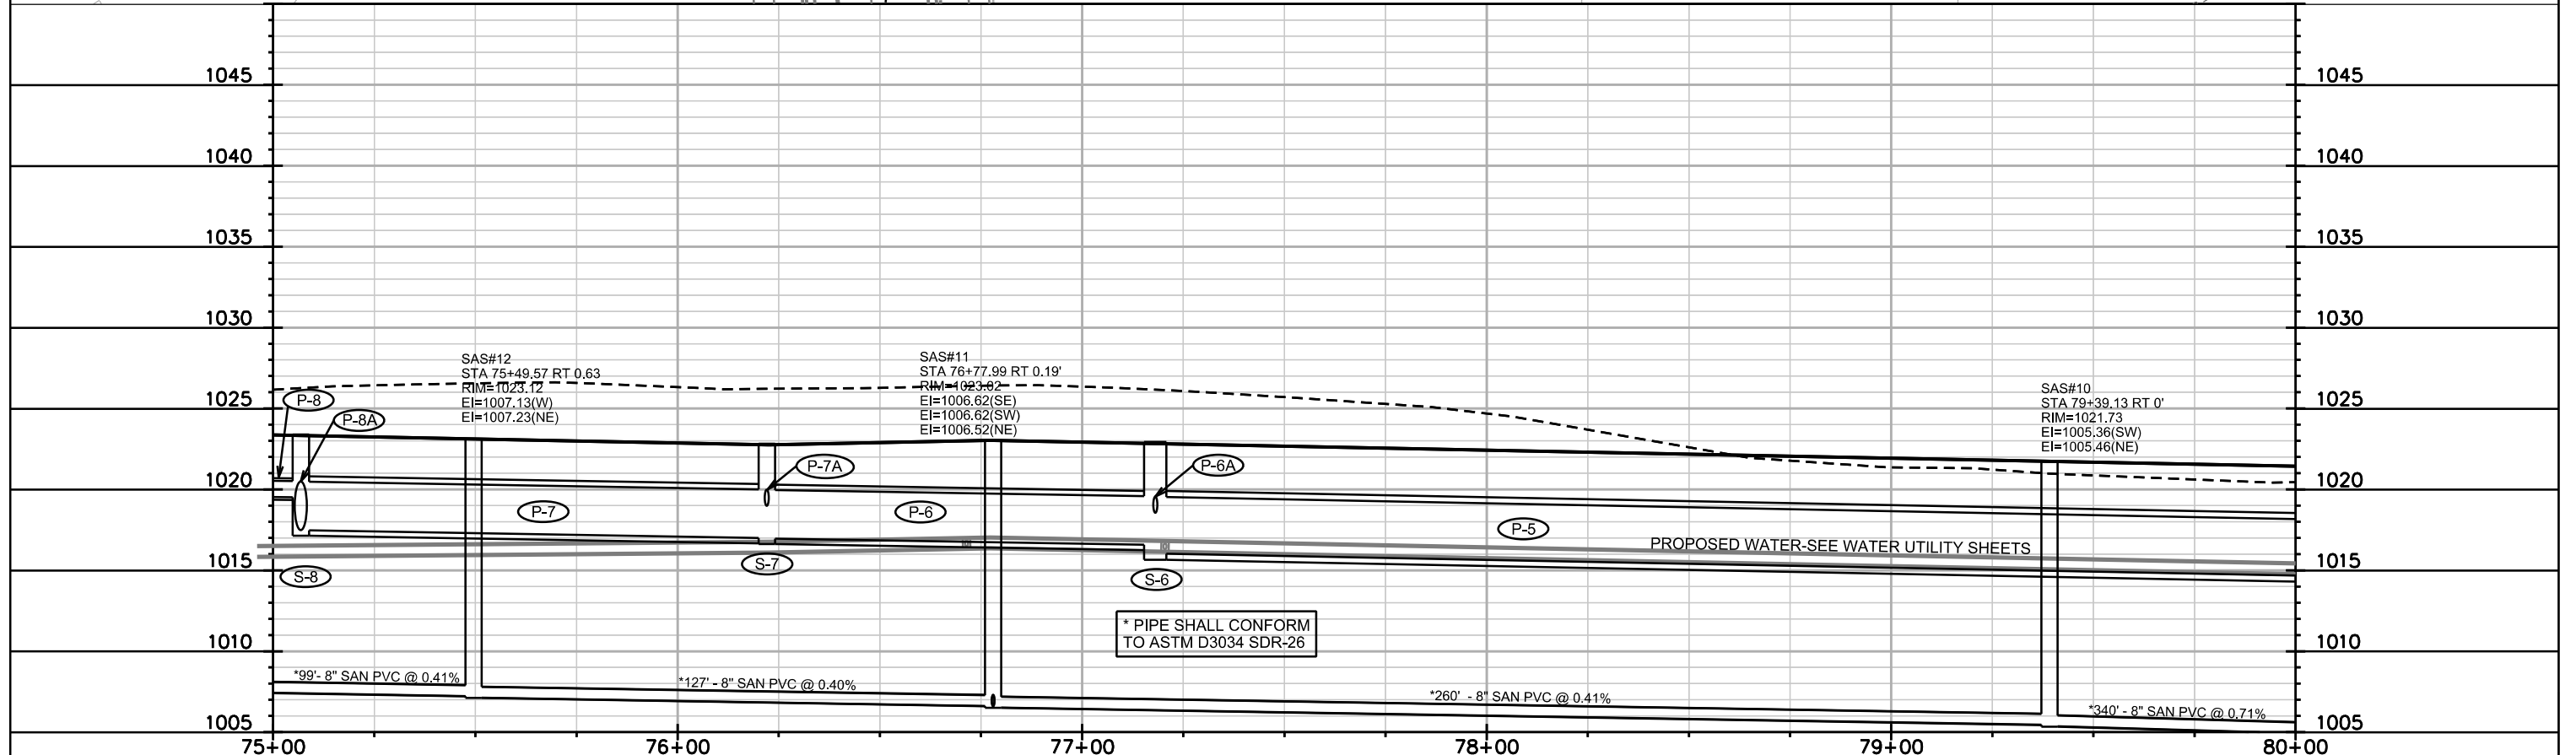 1045
1045
1040
1040
1035
1035
1030
1030
SAS#12
STA 75+49.57 RT 0.63
RIM=1023.12
EI=1007.13(W)
EI=1007.23(NE)
SAS#11
STA 76+77.99 RT 0.19'
RIM=1023.02
EI=1006.62(SE)
EI=1006.62(SW)
EI=1006.52(NE)
SAS#10
STA 79+39.13 RT 0'
RIM=1021.73
EI=1005.36(SW)
EI=1005.46(NE)
1025
1025
P-8
P-8A
P-7A
P-6A
1020
1020
P-7
P-6
P-5
PROPOSED WATER-SEE WATER UTILITY SHEETS
1015
1015
S-8
S-7
S-6
* PIPE SHALL CONFORM
TO ASTM D3034 SDR-26
1010
1010
*99'- 8" SAN PVC @ 0.41%
*127' - 8" SAN PVC @ 0.40%
*260' - 8" SAN PVC @ 0.41%
*340' - 8" SAN PVC @ 0.71%
1005
1005
75+00
76+00
77+00
78+00
79+00
80+00